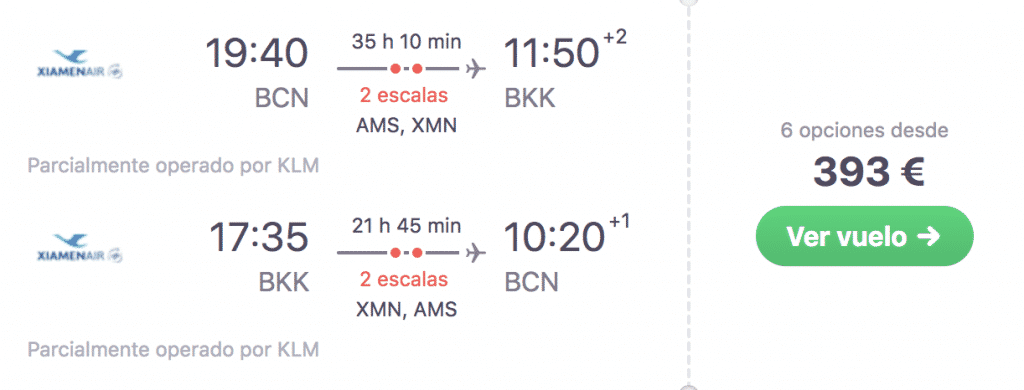 XIAMENAIR
19:40
BCN
35 h 10 min
2 escalas
AMS, XMN
11:50 +2
BKK
Parcialmente operado por KLM
XIAMENAIR
17:35
BKK
21 h 45 min
2 escalas
XMN, AMS
10:20 +1
BCN
Parcialmente operado por KLM
6 opciones desde
393 €
Ver vuelo →